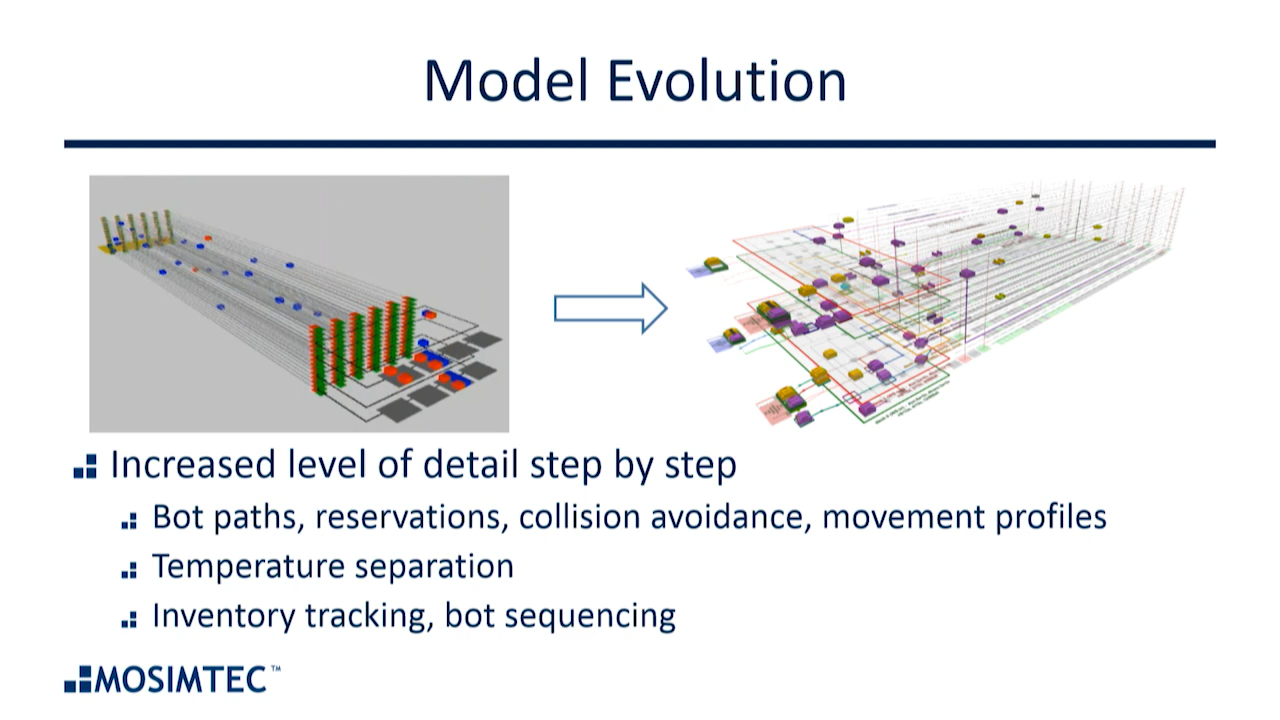 Model Evolution
Increased level of detail step by step
Bot paths, reservations, collision avoidance, movement profiles
Temperature separation
Inventory tracking, bot sequencing
MOSIMTEC™